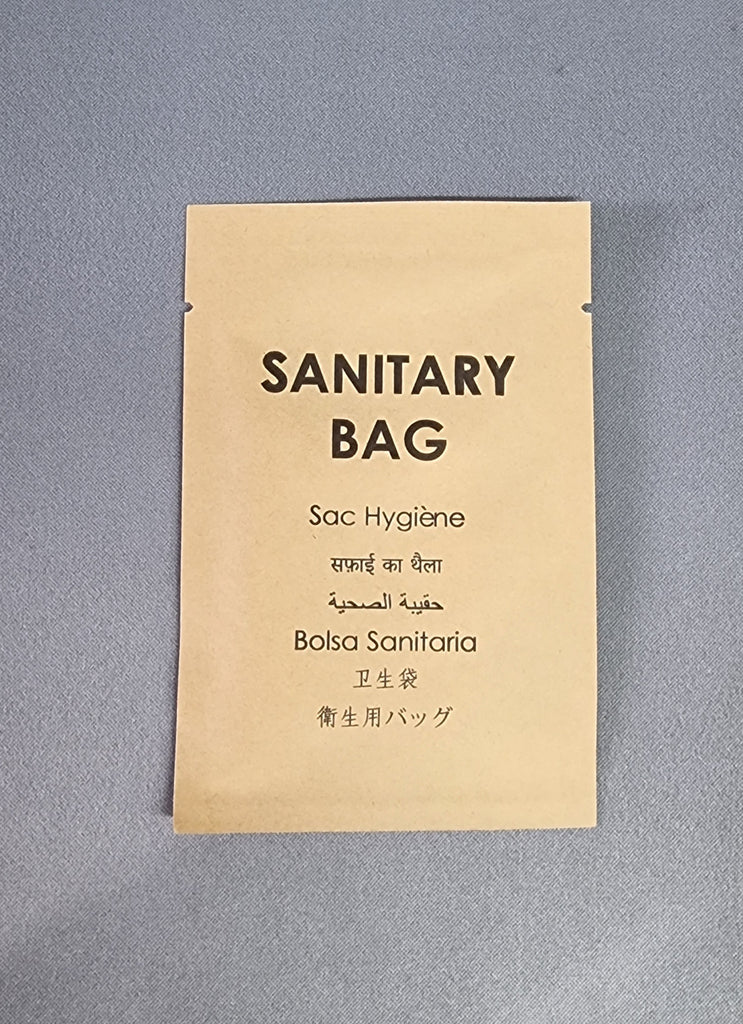 SANITARY
BAG
Sac Hygiène
सफ़ाई का थैला
حقيبة الصحية
Bolsa Sanitaria
卫生袋
衛生用バッグ